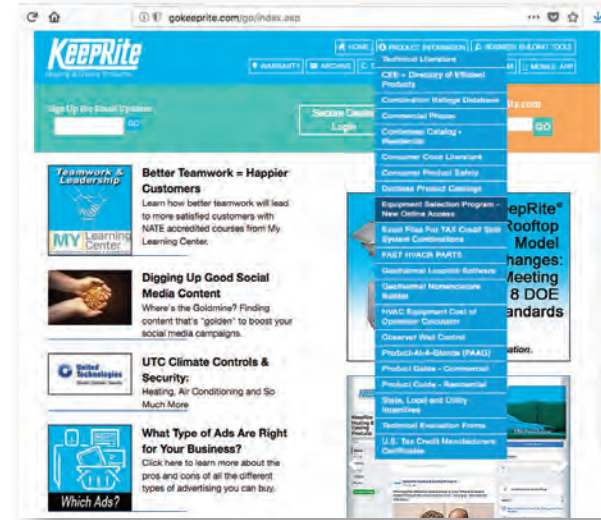 gokeeprite.com/go/index.asp
KeepRite
HOME
PRODUCT INFORMATION
BUSINESS BUILDING TOOLS
WARRANTY
ARCHIVE
MOBILE APP
Sign Up for Email Updates
GO
Secure Dealer
Login
GO
Technical Literature
CEE - Directory of Efficient
Products
Combination Ratings Database
Commercial Photos
Condenser Catalog -
Residential
Consumer Product Safety
Ductless Product Catalogs
Equipment Selection Program -
New Online Access
Excel Files For TAX Credit Split
System Combinations
FAST HVACR PARTS
Geothermal Looplink Software
Geothermal Nomenclature
Builder
HVAC Equipment Cost of
Operation Calculator
Observer Wall Control
Product-At-A-Glance (PAAG)
Product Guide - Commercial
Product Guide - Residential
State, Local and Utility
Incentives
Technical Evaluation Forms
U.S. Tax Credit Manufacturers
Certificates
Teamwork &
Leadership
MY Learning
Center
Better Teamwork = Happier
Customers
Learn how better teamwork will lead
to more satisfied customers with
NATE accredited courses from My
Learning Center.
Digging Up Good Social
Media Content
Where's the Goldmine? Finding
content that's "golden" to boost your
social media campaigns.
United
Technologies
UTC Climate Controls &
Security:
Heating, Air Conditioning and So
Much More
Which Ads?
What Type of Ads Are Right
for Your Business?
Click here to learn more about the
pros and cons of all the different
types of advertising you can buy.
epRite®
Rooftop
Model
hanges:
Meeting
8 DOE
andards